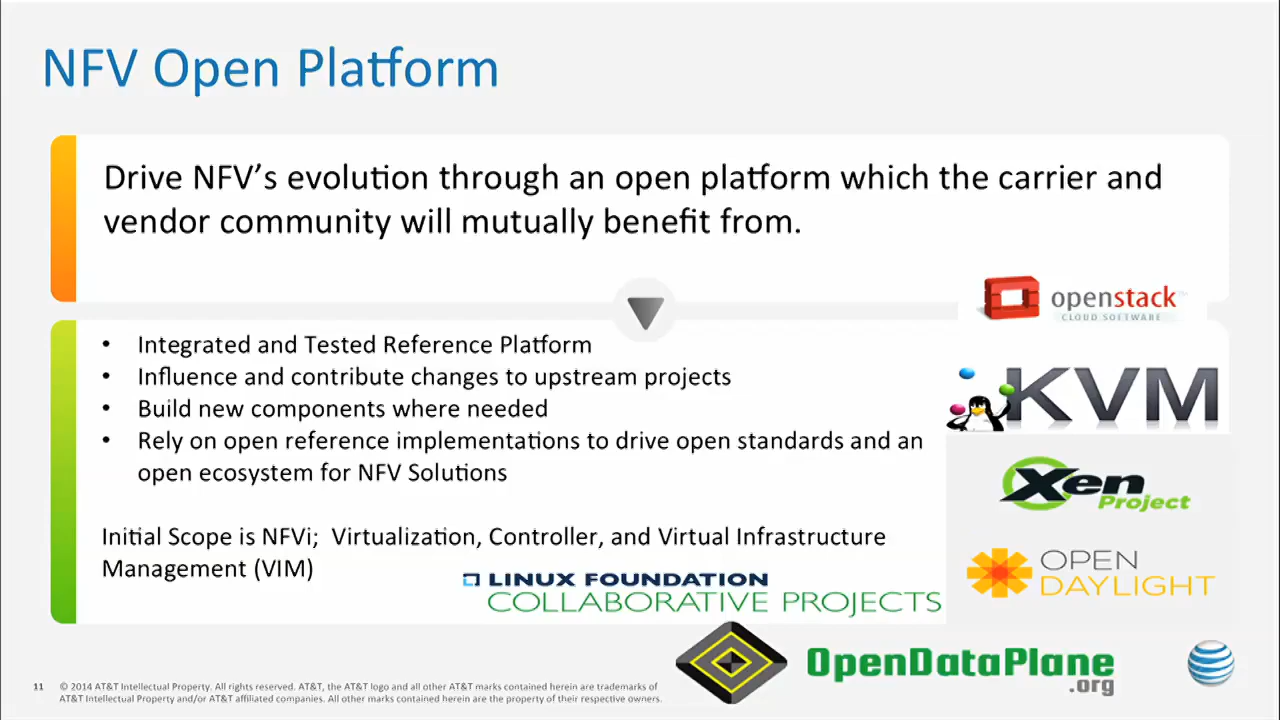 NFV Open Platform
Drive NFV’s evolution through an open platform which the carrier and
vendor community will mutually benefit from.
openstack™
CLOUD SOFTWARE
• Integrated and Tested Reference Platform
• Influence and contribute changes to upstream projects
• Build new components where needed
• Rely on open reference implementations to drive open standards and an
open ecosystem for NFV Solutions
KVM
Xen
Project
Initial Scope is NFVi;  Virtualization, Controller, and Virtual Infrastructure
Management (VIM)
OPEN
DAYLIGHT
LINUX FOUNDATION
COLLABORATIVE PROJECTS
OpenDataPlane
.org
11 © 2014 AT&T Intellectual Property. All rights reserved. AT&T, the AT&T logo and all other AT&T marks contained herein are trademarks of
AT&T Intellectual Property and/or AT&T affiliated companies. All other marks contained herein are the property of their respective owners.